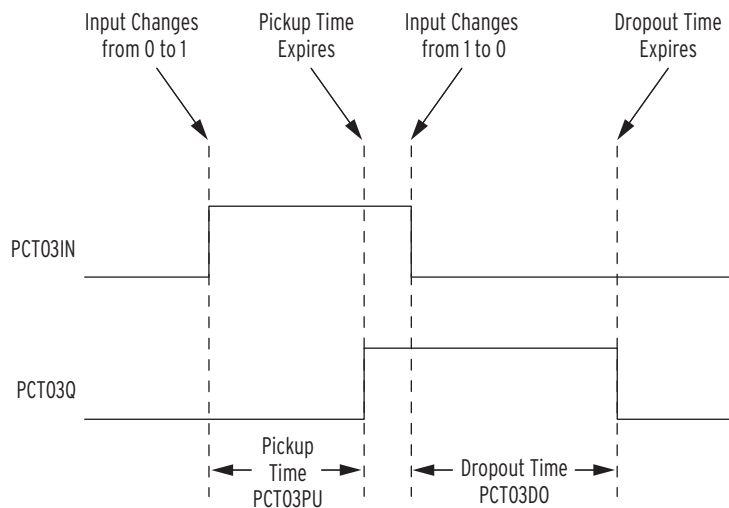 Input Changes
from 0 to 1
Pickup Time
Expires
Input Changes
from 1 to 0
Dropout Time
Expires
PCT03IN
PCT03Q
Pickup
Time
PCT03PU
Dropout Time
PCT03DO